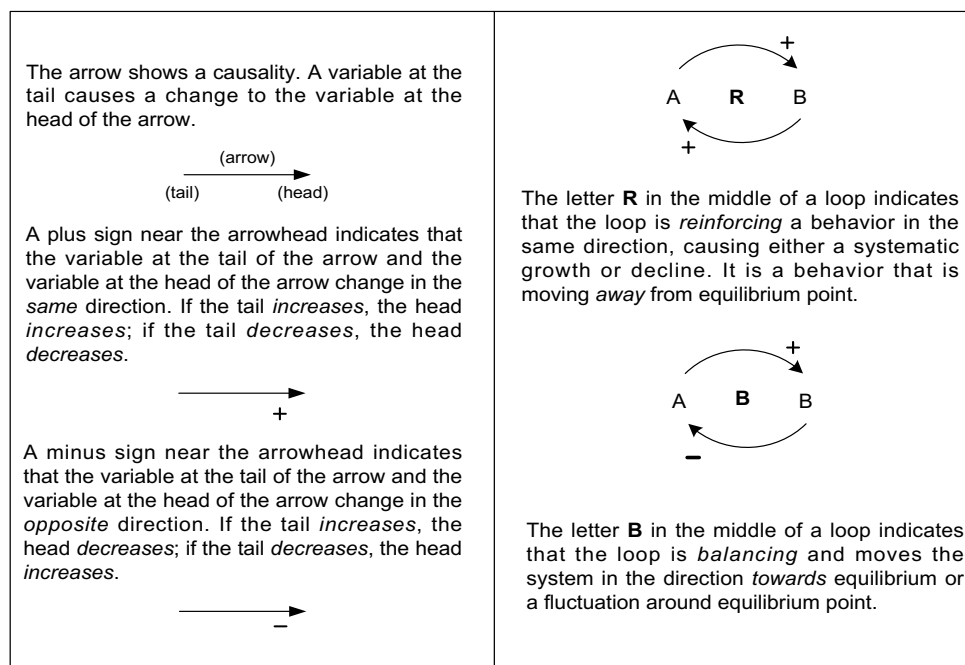 The arrow shows a causality. A variable at the
tail causes a change to the variable at the
head of the arrow.
(arrow)
(tail) (head)
A plus sign near the arrowhead indicates that
the variable at the tail of the arrow and the
variable at the head of the arrow change in the
same direction. If the tail increases, the head
increases; if the tail decreases, the head
decreases.
+
A minus sign near the arrowhead indicates
that the variable at the tail of the arrow and the
variable at the head of the arrow change in the
opposite direction. If the tail increases, the
head decreases; if the tail decreases, the head
increases.
−
+
A R B
+
The letter R in the middle of a loop indicates
that the loop is reinforcing a behavior in the
same direction, causing either a systematic
growth or decline. It is a behavior that is
moving away from equilibrium point.
+
A B B
−
The letter B in the middle of a loop indicates
that the loop is balancing and moves the
system in the direction towards equilibrium or
a fluctuation around equilibrium point.